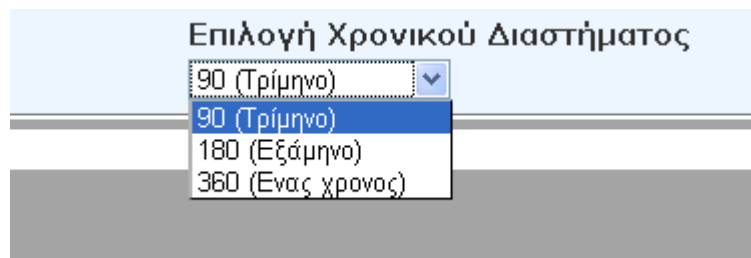 Επιλογή Χρονικού Διαστήματος
90 (Τρίμηνο)
90 (Τρίμηνο)
180 (Εξάμηνο)
360 (Ενας χρονος)